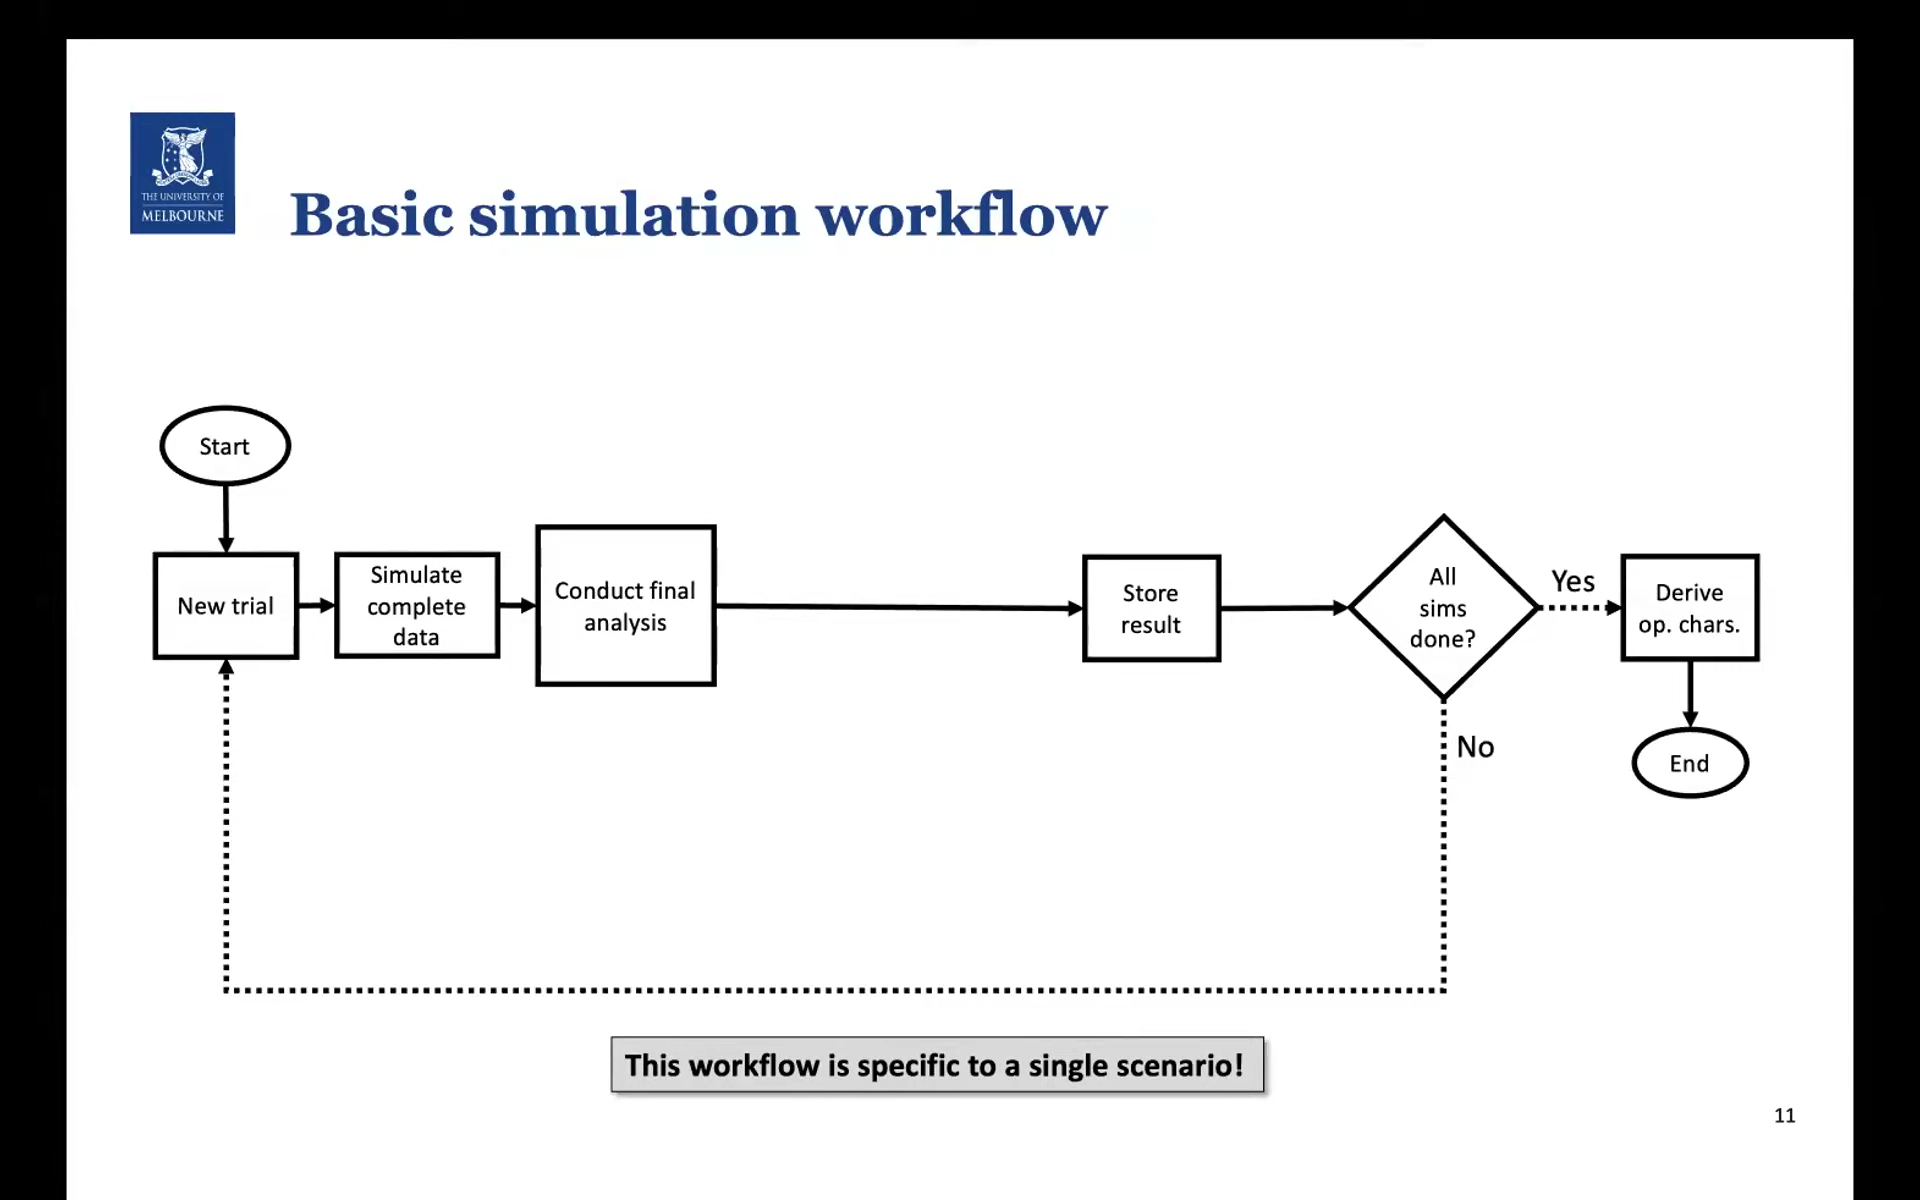 THE UNIVERSITY OF
MELBOURNE
Basic simulation workflow
Start
New trial
Simulate
complete
data
Conduct final
analysis
Store
result
All
sims
done?
Yes
Derive
op. chars.
No
End
This workflow is specific to a single scenario!
11